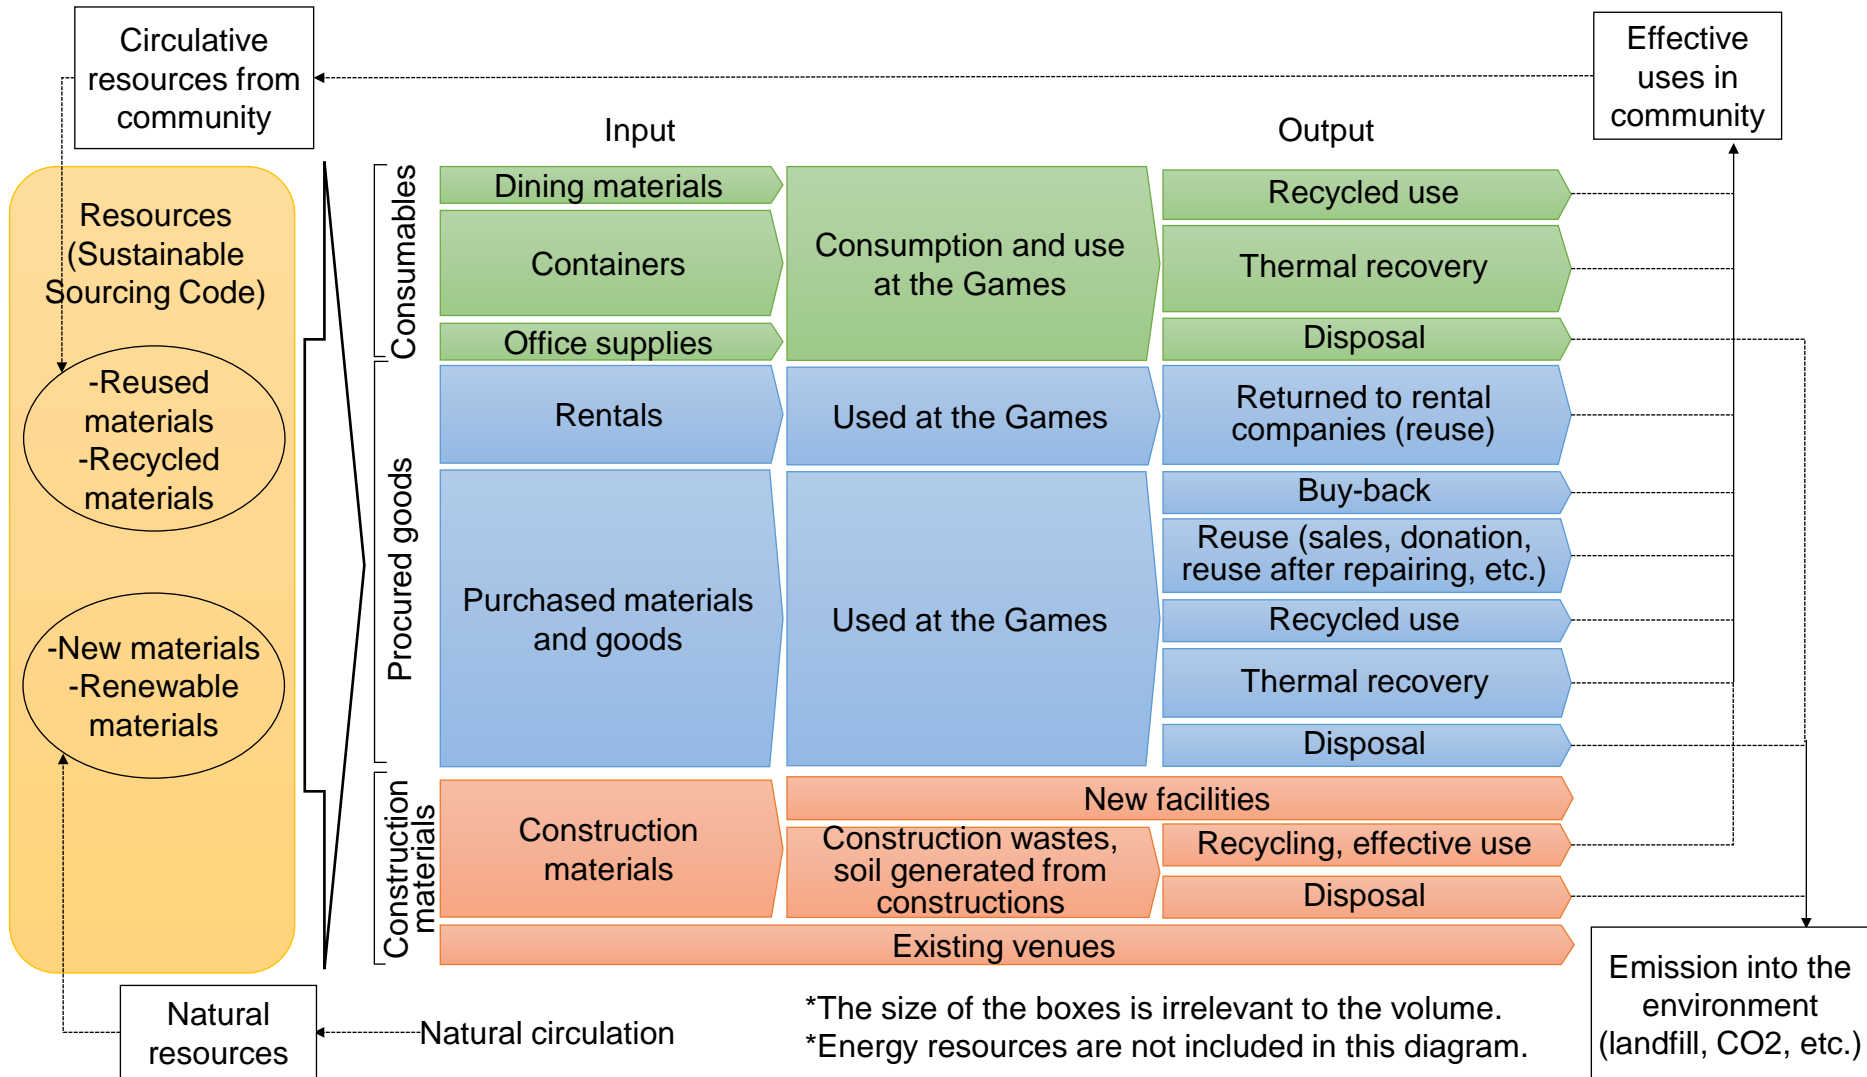 Circulative
resources from
community
Effective
uses in
community
Input
Output
Resources
(Sustainable
Sourcing Code)
-Reused
materials
-Recycled
materials
-New materials
-Renewable
materials
Natural
resources
Natural circulation
Consumables
Dining materials
Containers
Office supplies
Consumption and use
at the Games
Recycled use
Thermal recovery
Disposal
Procured goods
Rentals
Used at the Games
Returned to rental
companies (reuse)
Purchased materials
and goods
Used at the Games
Buy-back
Reuse (sales, donation,
reuse after repairing, etc.)
Recycled use
Thermal recovery
Disposal
Construction
materials
Construction
materials
New facilities
Construction wastes,
soil generated from
constructions
Recycling, effective use
Disposal
Existing venues
Emission into the
environment
(landfill, CO2, etc.)
*The size of the boxes is irrelevant to the volume.
*Energy resources are not included in this diagram.